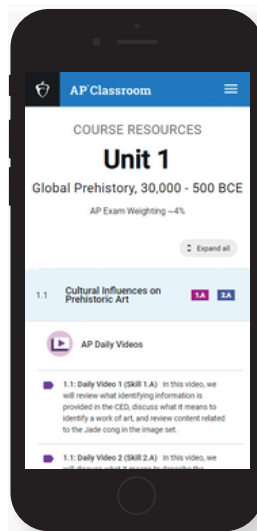 AP Classroom
COURSE RESOURCES
Unit 1
Global Prehistory, 30,000 - 500 BCE
AP Exam Weighting ~4%
Expand all
1.1 Cultural Influences on
Prehistoric Art
1.A 2.A
AP Daily Videos
1.1: Daily Video 1 (Skill 1.A) In this video, we
will review what identifying information is
provided in the CED, discuss what it means to
identify a work of art, and review content related
to the Jade cong in the image set.
1.1: Daily Video 2 (Skill 2.A) In this video, we
will discuss what it means to describe the